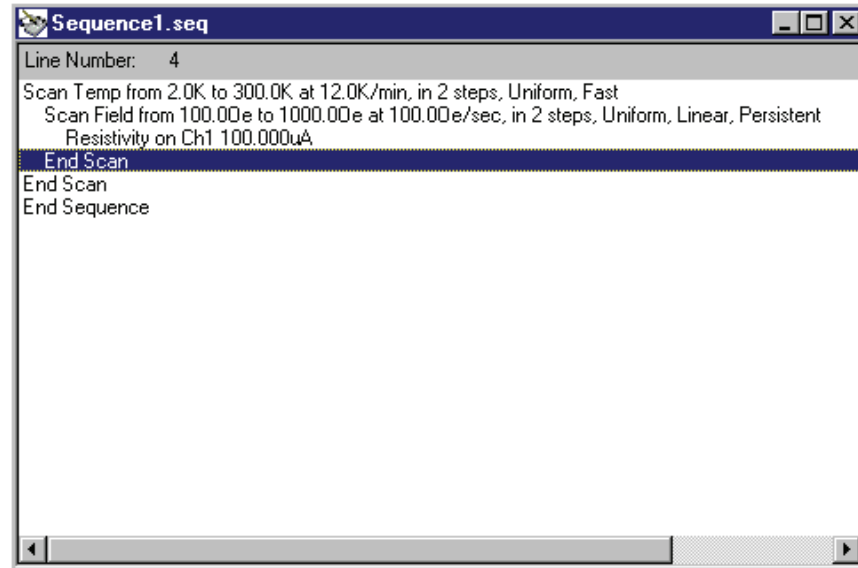 Sequence1.seq
Line Number: 4
Scan Temp from 2.0K to 300.0K at 12.0K/min, in 2 steps, Uniform, Fast
Scan Field from 100.0Oe to 1000.0Oe at 100.0Oe/sec, in 2 steps, Uniform, Linear, Persistent
Resistivity on Ch1 100.000uA
End Scan
End Scan
End Sequence